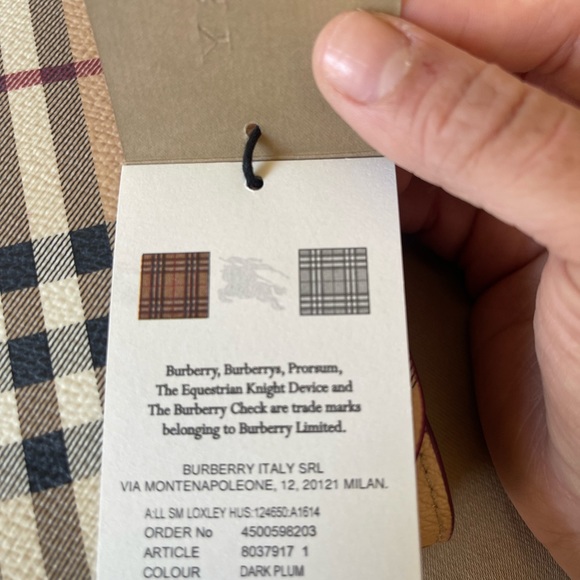 Burberry, Burberrys, Prorsum,
The Equestrian Knight Device and
The Burberry Check are trade marks
belonging to Burberry Limited.
BURBERRY ITALY SRL
VIA MONTENAPOLEONE, 12, 20121 MILAN.
A:LL SM LOXLEY HUS:124650:A1614
ORDER No 4500598203
ARTICLE 8037917 1
COLOUR DARK PLUM